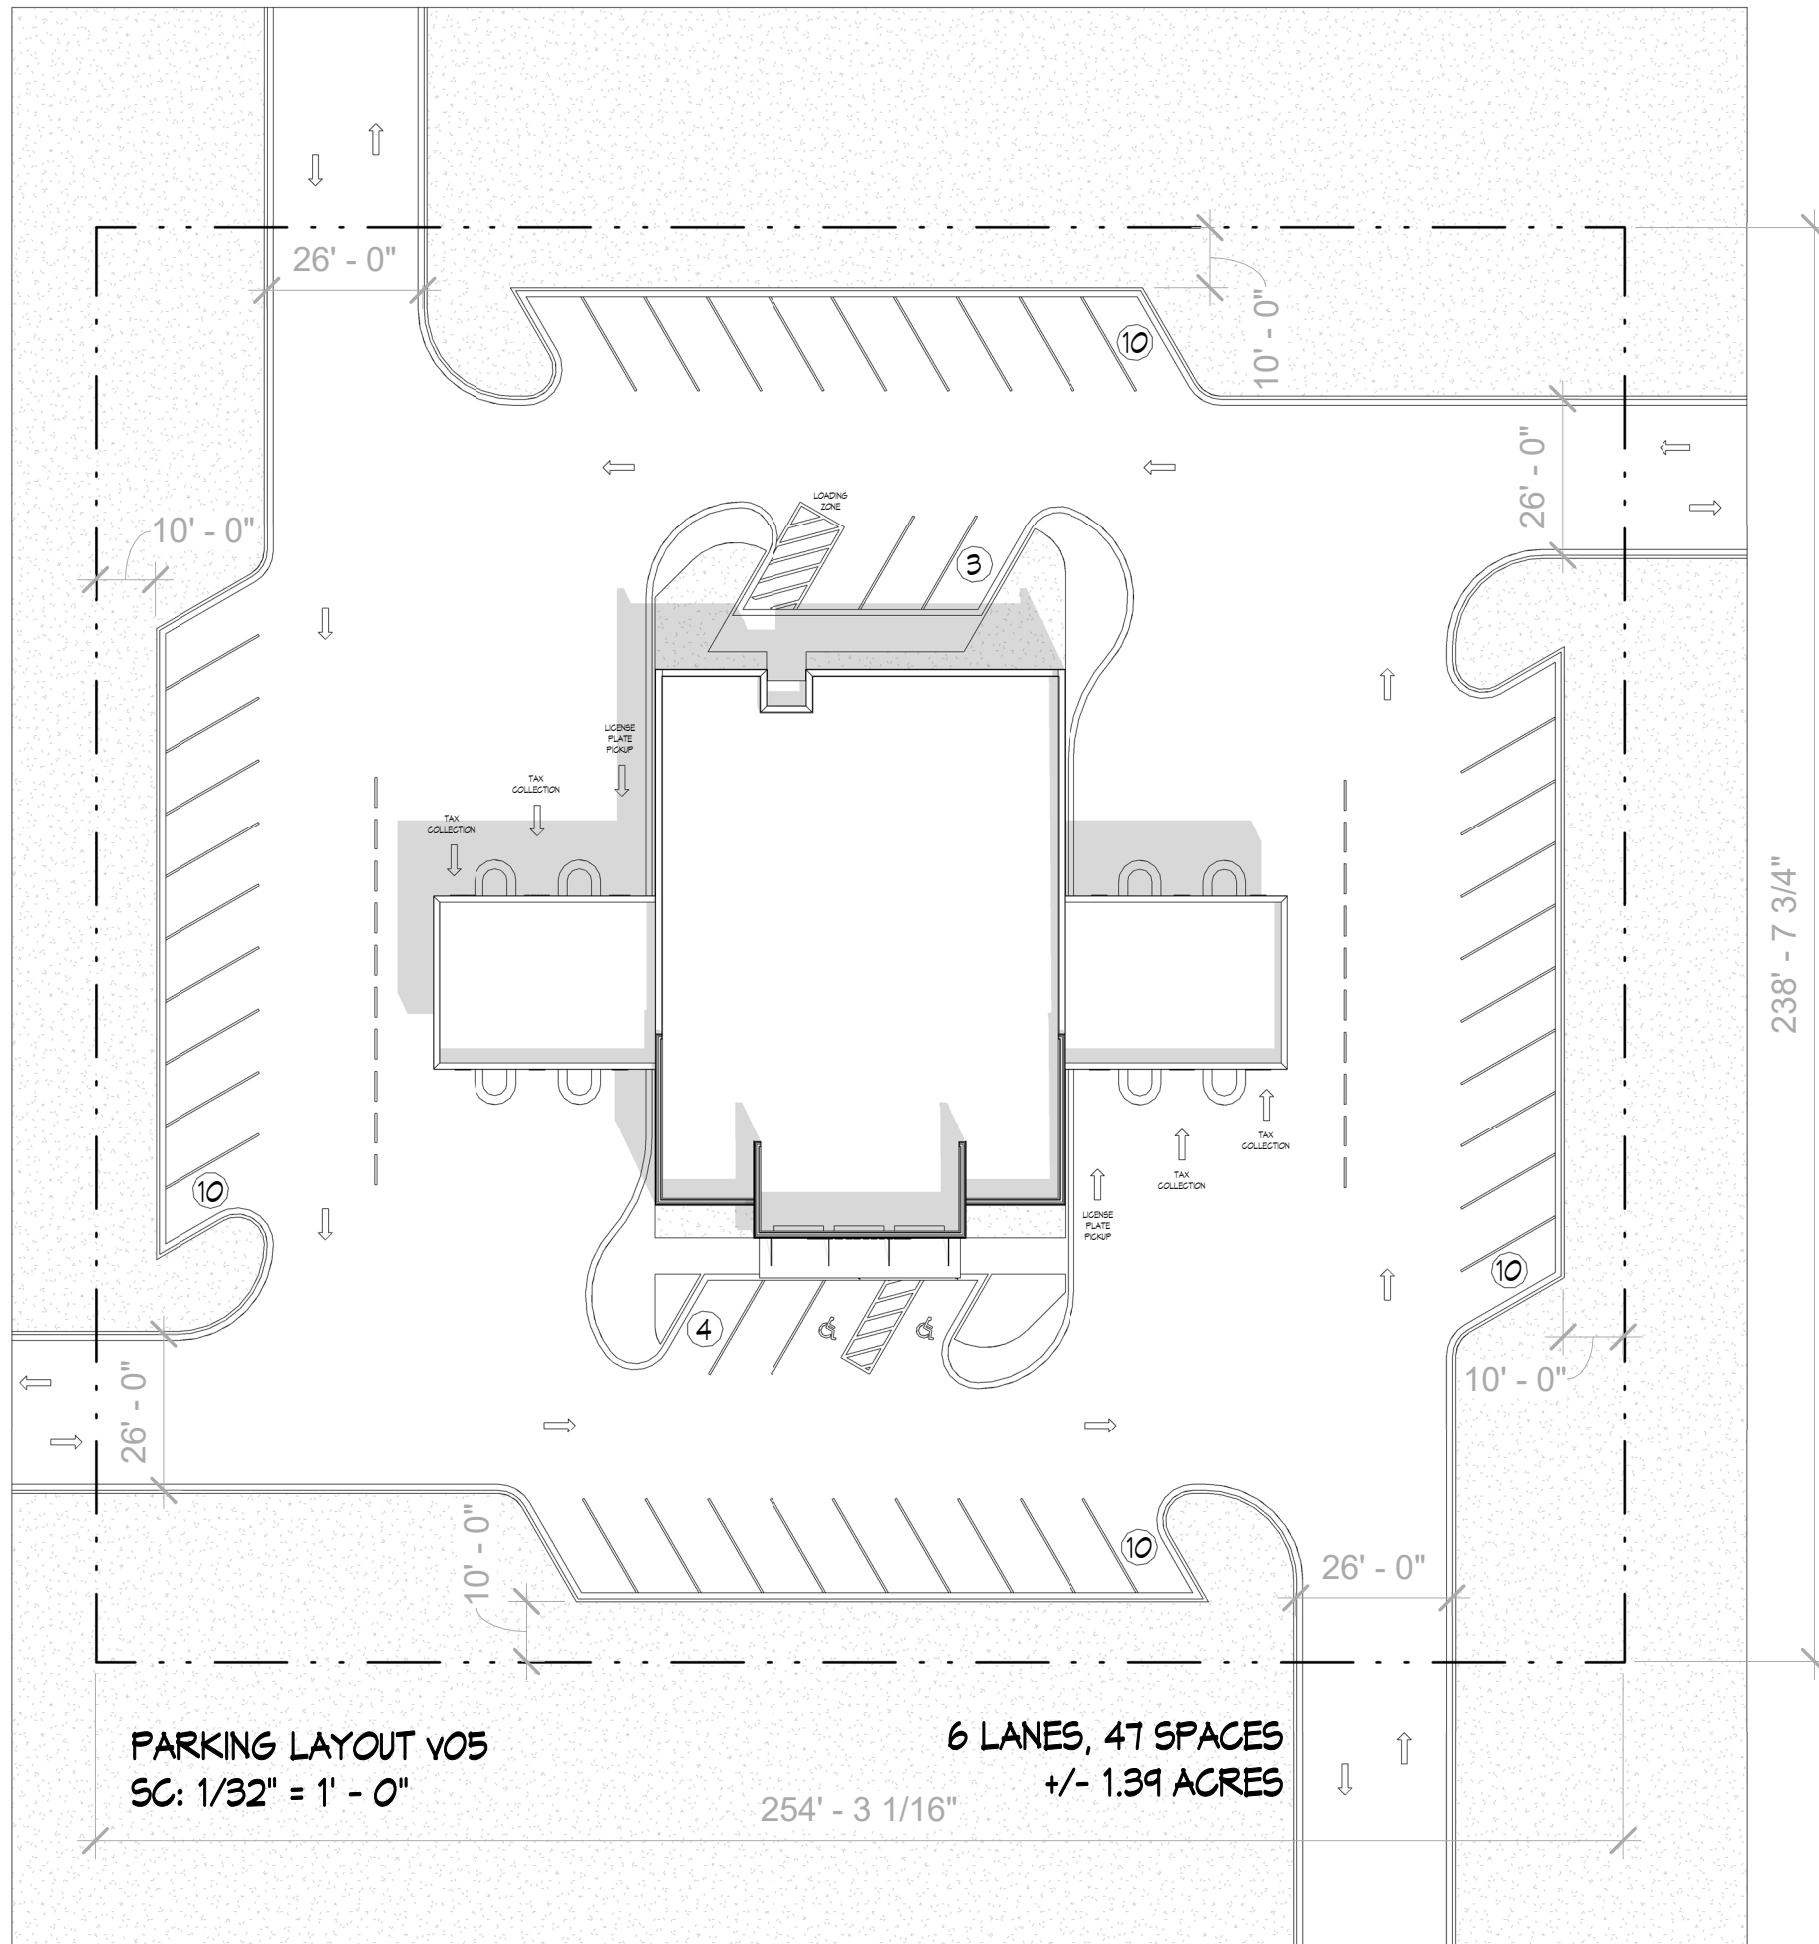 26' - 0"
10' - 0"
10
26' - 0"
10' - 0"
LOADING
ZONE
3
LICENSE
PLATE
PICKUP
TAX
COLLECTION
TAX
COLLECTION
238' - 7 3/4"
TAX
COLLECTION
TAX
COLLECTION
LICENSE
PLATE
PICKUP
10
10
4
10' - 0"
26' - 0"
10' - 0"
10
26' - 0"
PARKING LAYOUT v05
SC: 1/32" = 1' - 0"
6 LANES, 47 SPACES
+/- 1.39 ACRES
254' - 3 1/16"